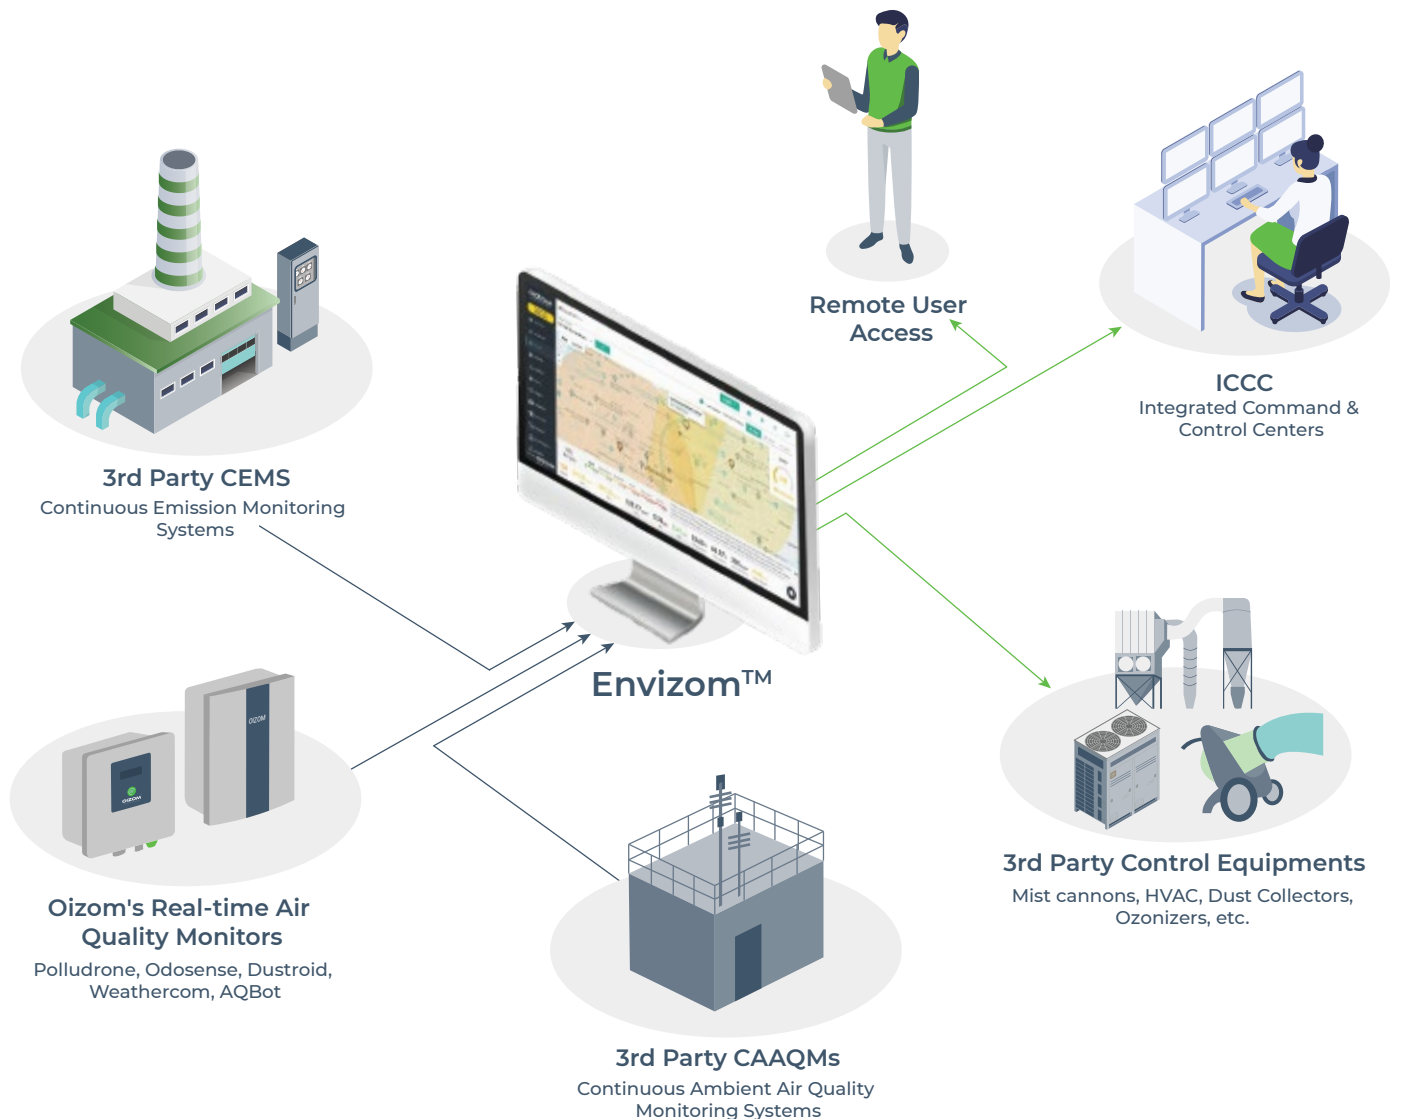 Remote User
Access
ICCC
Integrated Command &
Control Centers
3rd Party CEMS
Continuous Emission Monitoring
Systems
Envizom™
OIZOM
OIZOM
3rd Party Control Equipments
Mist cannons, HVAC, Dust Collectors,
Ozonizers, etc.
Oizom's Real-time Air
Quality Monitors
Polludrone, Odosense, Dustroid,
Weathercom, AQBot
3rd Party CAAQMs
Continuous Ambient Air Quality
Monitoring Systems